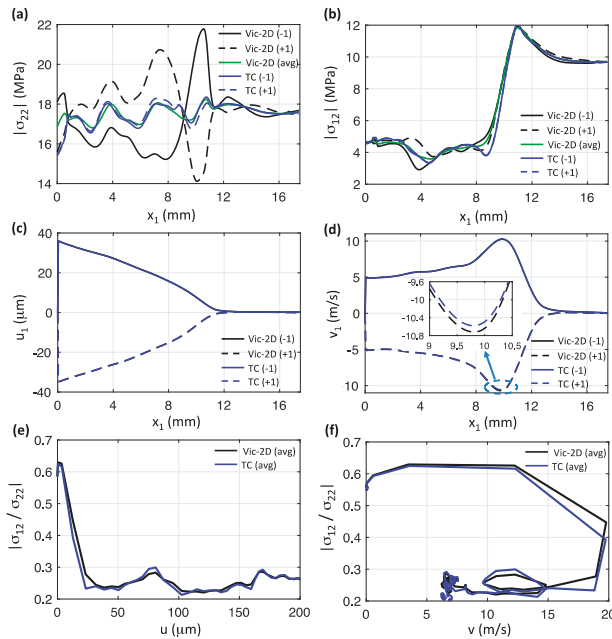 (a)
22
20
18
16
14
|σ22| (MPa)
0 4 8 12 16
x1 (mm)
Vic-2D (-1)
Vic-2D (+1)
Vic-2D (avg)
TC (-1)
TC (+1)
(b)
12
10
8
6
4
2
|σ12| (MPa)
0 4 8 12 16
x1 (mm)
Vic-2D (-1)
Vic-2D (+1)
Vic-2D (avg)
TC (-1)
TC (+1)
(c)
40
20
0
-20
-40
u1 (μm)
0 4 8 12 16
x1 (mm)
Vic-2D (-1)
Vic-2D (+1)
TC (-1)
TC (+1)
(d)
10
5
0
-5
10
v1 (m/s)
-9.6
-10
-10.4
-10.8
9 9.5 10 10.5
0 4 8 12 16
x1 (mm)
Vic-2D (-1)
Vic-2D (+1)
TC (-1)
TC (+1)
(e)
0.7
0.6
0.5
0.4
0.3
0.2
|σ12 / σ22|
0 50 100 150 200
u (μm)
Vic-2D (avg)
TC (avg)
(f)
0.7
0.6
0.5
0.4
0.3
0.2
|σ12 / σ22|
0 5 10 15 20
v (m/s)
Vic-2D (avg)
TC (avg)